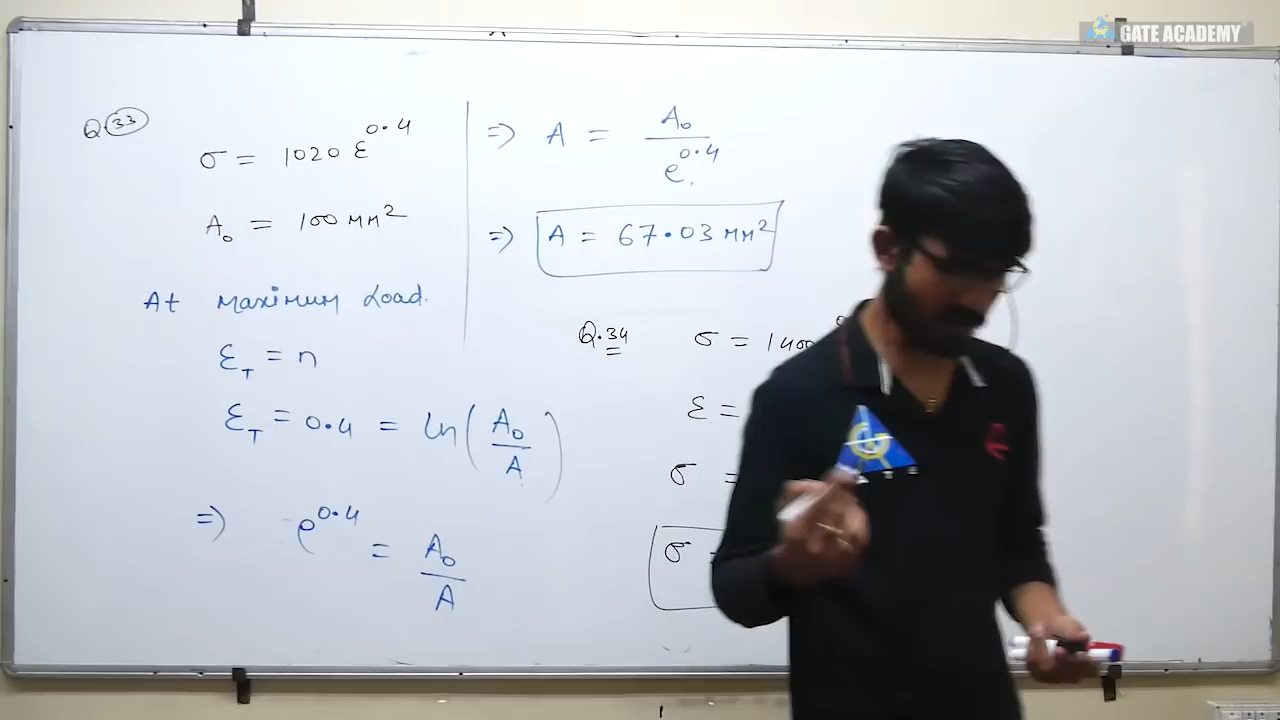 GATE ACADEMY
Q.33
σ = 1020 ε^0.4
A₀ = 100 MM²
At MAXIMUM Load.
ε_T = n
ε_T = 0.4 = ln(A₀/A)
⇒ e^0.4 = A₀/A
⇒ A = A₀/e^0.4
⇒ A = 67.03 MM²
Q.34 σ = 1400
ε =
σ =
σ =